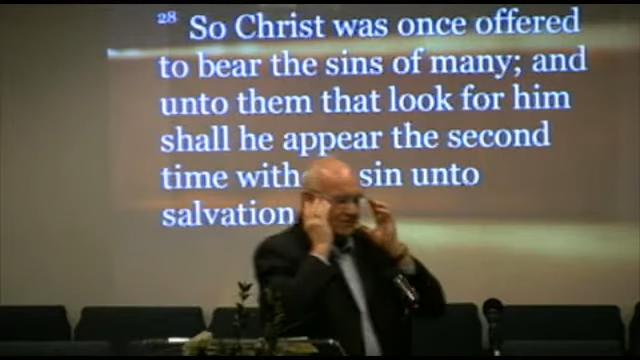 28 So Christ was once offered
to bear the sins of many; and
unto them that look for him
shall he appear the second
time with sin unto
salvation